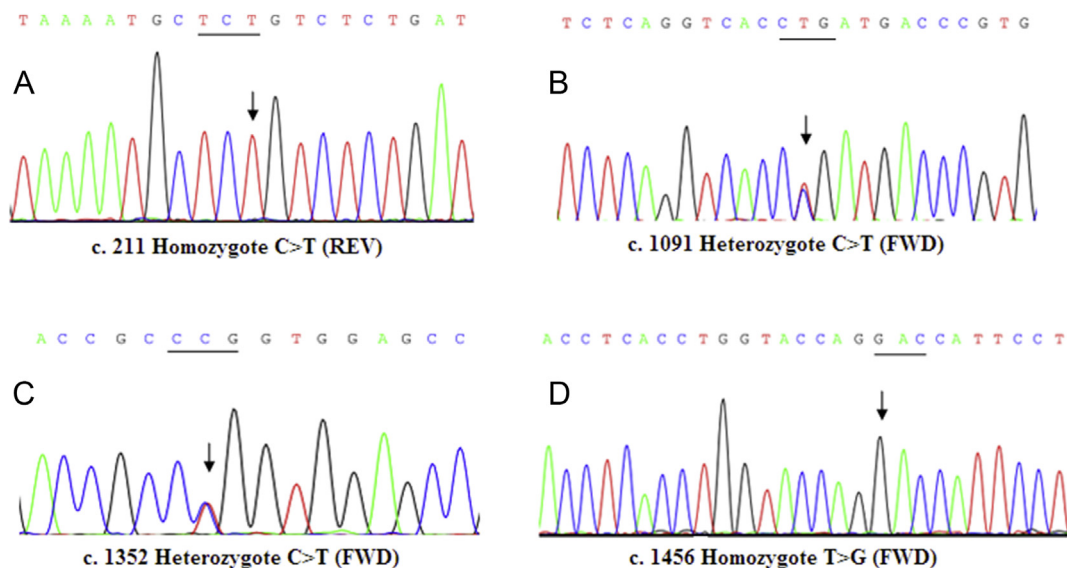 T A A A A T G C T C T G T C T C T G A T
A
c. 211 Homozygote C>T (REV)
T C T C A G G T C A C C T G A T G A C C C G T G
B
c. 1091 Heterozygote C>T (FWD)
A C C G C C C G G T G G A G C C
C
c. 1352 Heterozygote C>T (FWD)
A C C T C A C C T G G T A C C A G G A C C A T T C C T
D
c. 1456 Homozygote T>G (FWD)